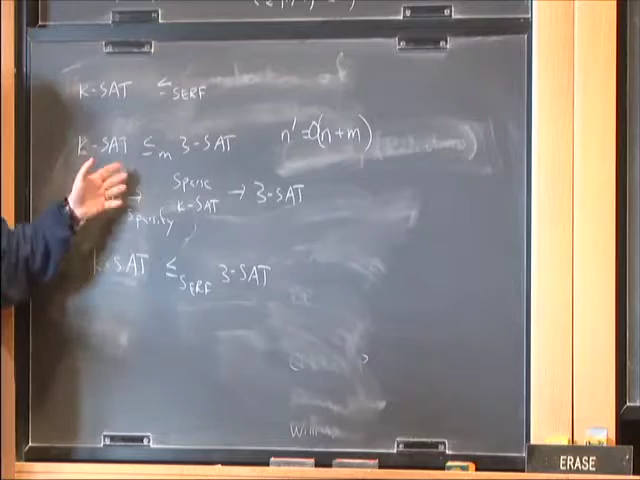 K-SAT ≤SERF
K-SAT ≤m 3-SAT n' = O(n+m)
→ Sparse K-SAT → 3-SAT
Sparsify
K-SAT ≤SERF 3-SAT
ERASE